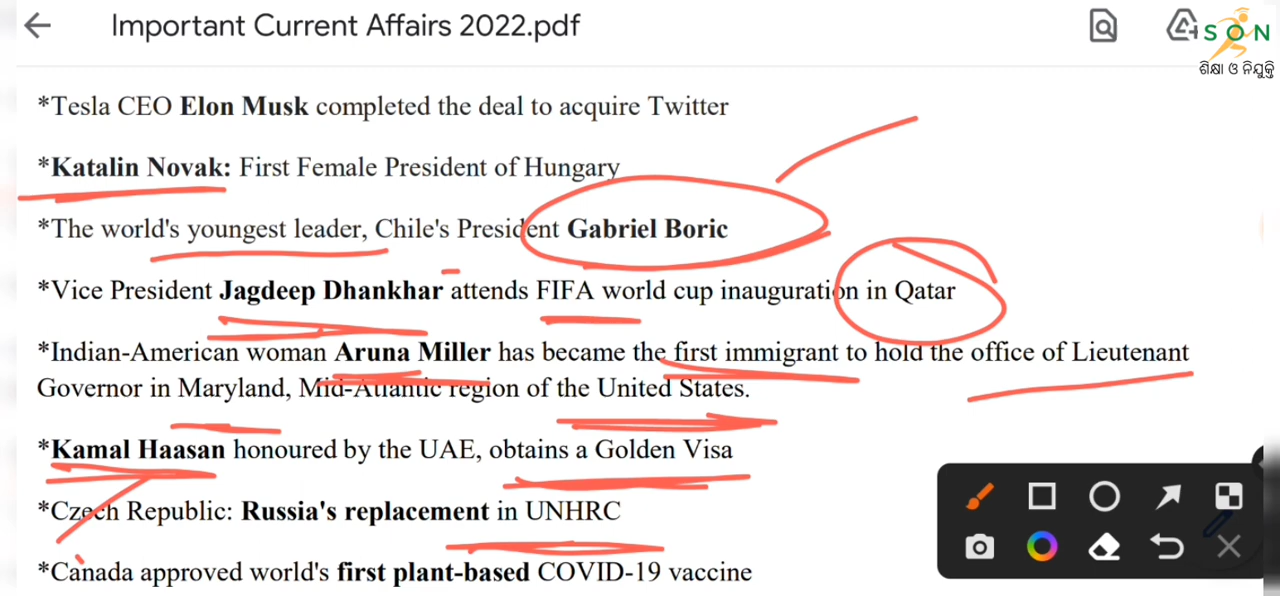 Important Current Affairs 2022.pdf
SON
ଶିକ୍ଷା ଓ ନିଯୁକ୍ତି
*Tesla CEO Elon Musk completed the deal to acquire Twitter
*Katalin Novak: First Female President of Hungary
*The world's youngest leader, Chile's President Gabriel Boric
*Vice President Jagdeep Dhankhar attends FIFA world cup inauguration in Qatar
*Indian-American woman Aruna Miller has became the first immigrant to hold the office of Lieutenant
Governor in Maryland, Mid-Atlantic region of the United States.
*Kamal Haasan honoured by the UAE, obtains a Golden Visa
*Czech Republic: Russia's replacement in UNHRC
*Canada approved world's first plant-based COVID-19 vaccine